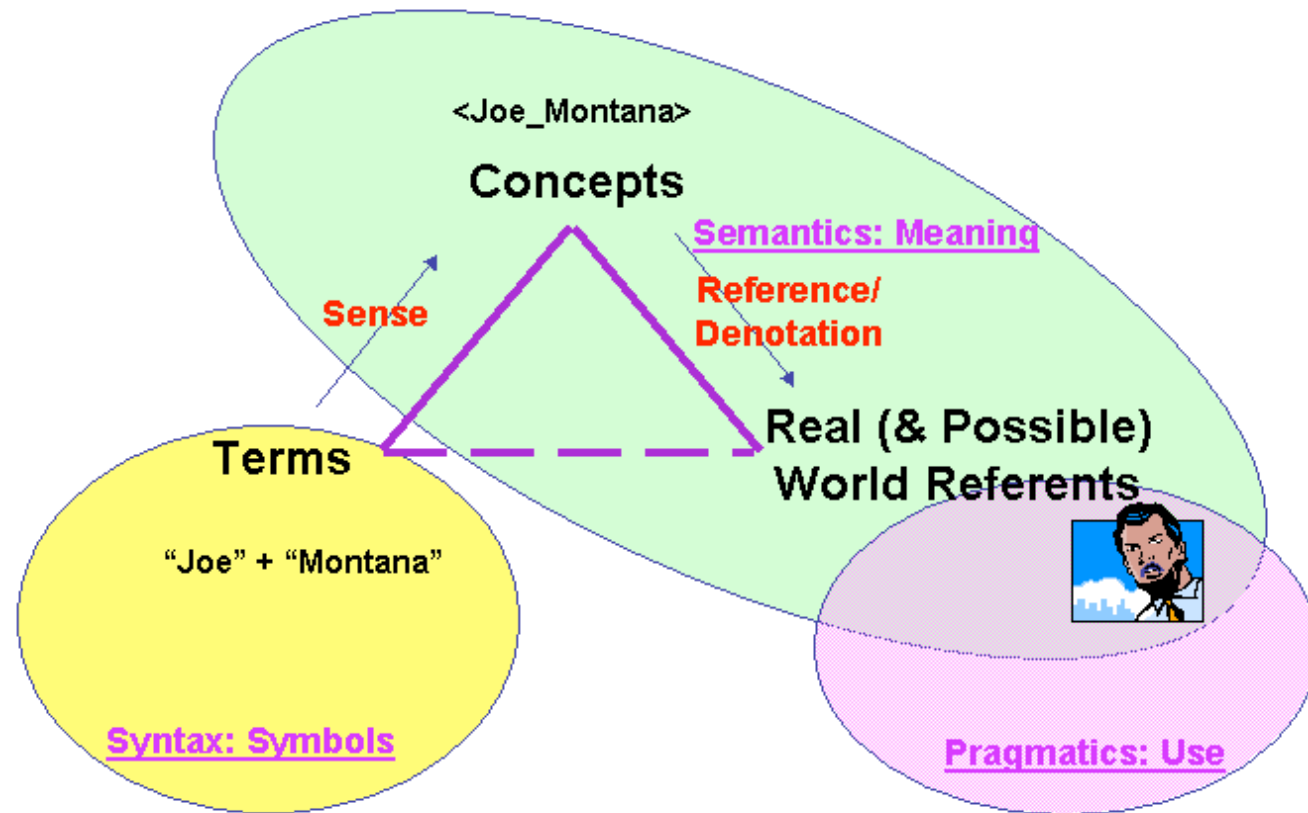 <Joe_Montana>
Concepts
Semantics: Meaning
Sense
Reference/
Denotation
Terms
Real (& Possible)
World Referents
“Joe” + “Montana”
Syntax: Symbols
Pragmatics: Use